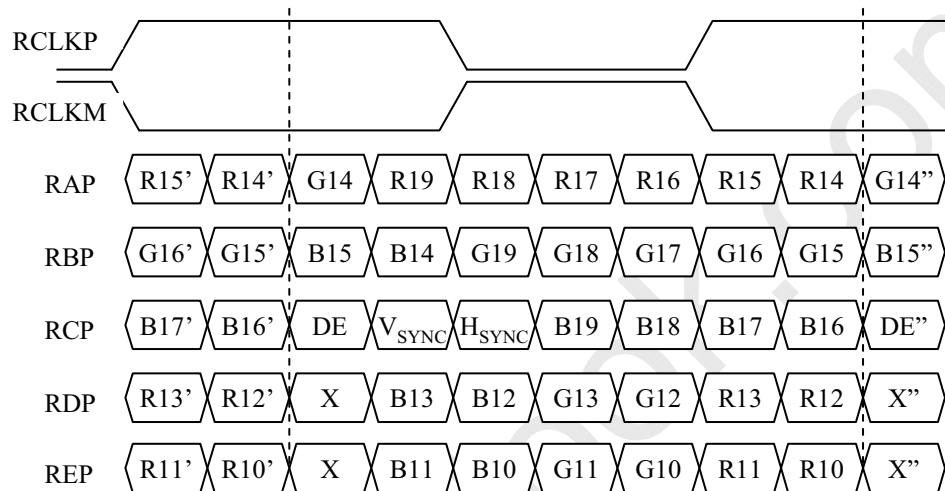 RCLKP
RCLKM
RAP R15’ R14’ G14 R19 R18 R17 R16 R15 R14 G14”
RBP G16’ G15’ B15 B14 G19 G18 G17 G16 G15 B15”
RCP B17’ B16’ DE VSYNC HSYNC B19 B18 B17 B16 DE”
RDP R13’ R12’ X B13 B12 G13 G12 R13 R12 X”
REP R11’ R10’ X B11 B10 G11 G10 R11 R10 X”